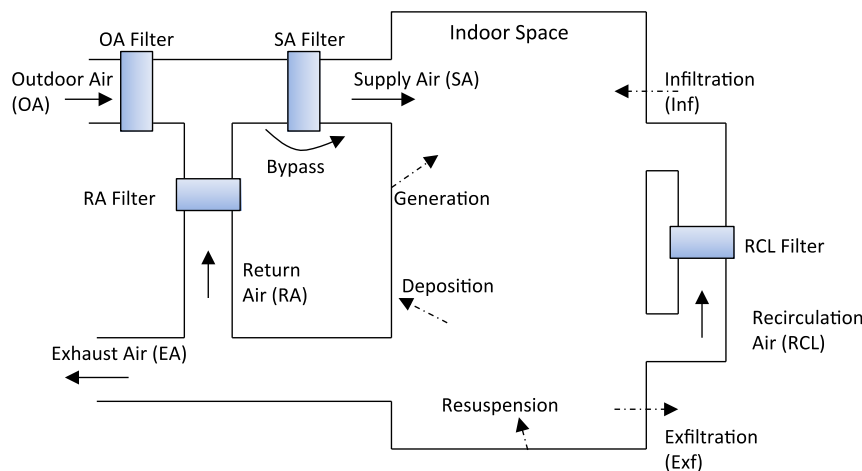 OA Filter
SA Filter
Indoor Space
Outdoor Air
(OA)
Supply Air (SA)
Infiltration
(Inf)
Bypass
RA Filter
Generation
RCL Filter
Return
Air (RA)
Deposition
Recirculation
Air (RCL)
Exhaust Air (EA)
Resuspension
Exfiltration
(Exf)